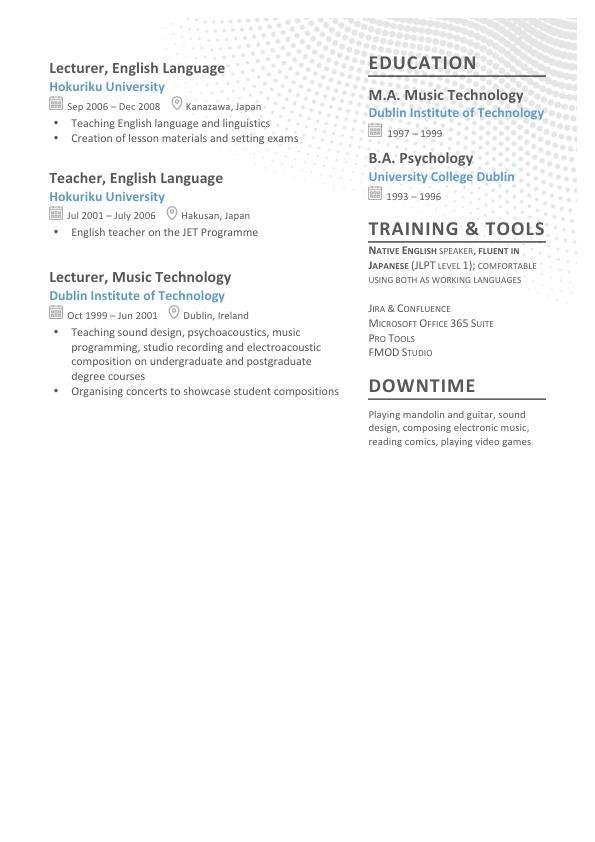 Lecturer, English Language
Hokuriku University
Sep 2006 – Dec 2008 Kanazawa, Japan
• Teaching English language and linguistics
• Creation of lesson materials and setting exams
Teacher, English Language
Hokuriku University
Jul 2001 – July 2006 Hakusan, Japan
• English teacher on the JET Programme
Lecturer, Music Technology
Dublin Institute of Technology
Oct 1999 – Jun 2001 Dublin, Ireland
• Teaching sound design, psychoacoustics, music
programming, studio recording and electroacoustic
composition on undergraduate and postgraduate
degree courses
• Organising concerts to showcase student compositions
EDUCATION
M.A. Music Technology
Dublin Institute of Technology
1997 – 1999
B.A. Psychology
University College Dublin
1993 – 1996
TRAINING & TOOLS
Native English speaker, fluent in
Japanese (JLPT level 1); comfortable
using both as working languages
Jira & Confluence
Microsoft Office 365 Suite
Pro Tools
FMOD Studio
DOWNTIME
Playing mandolin and guitar, sound
design, composing electronic music,
reading comics, playing video games